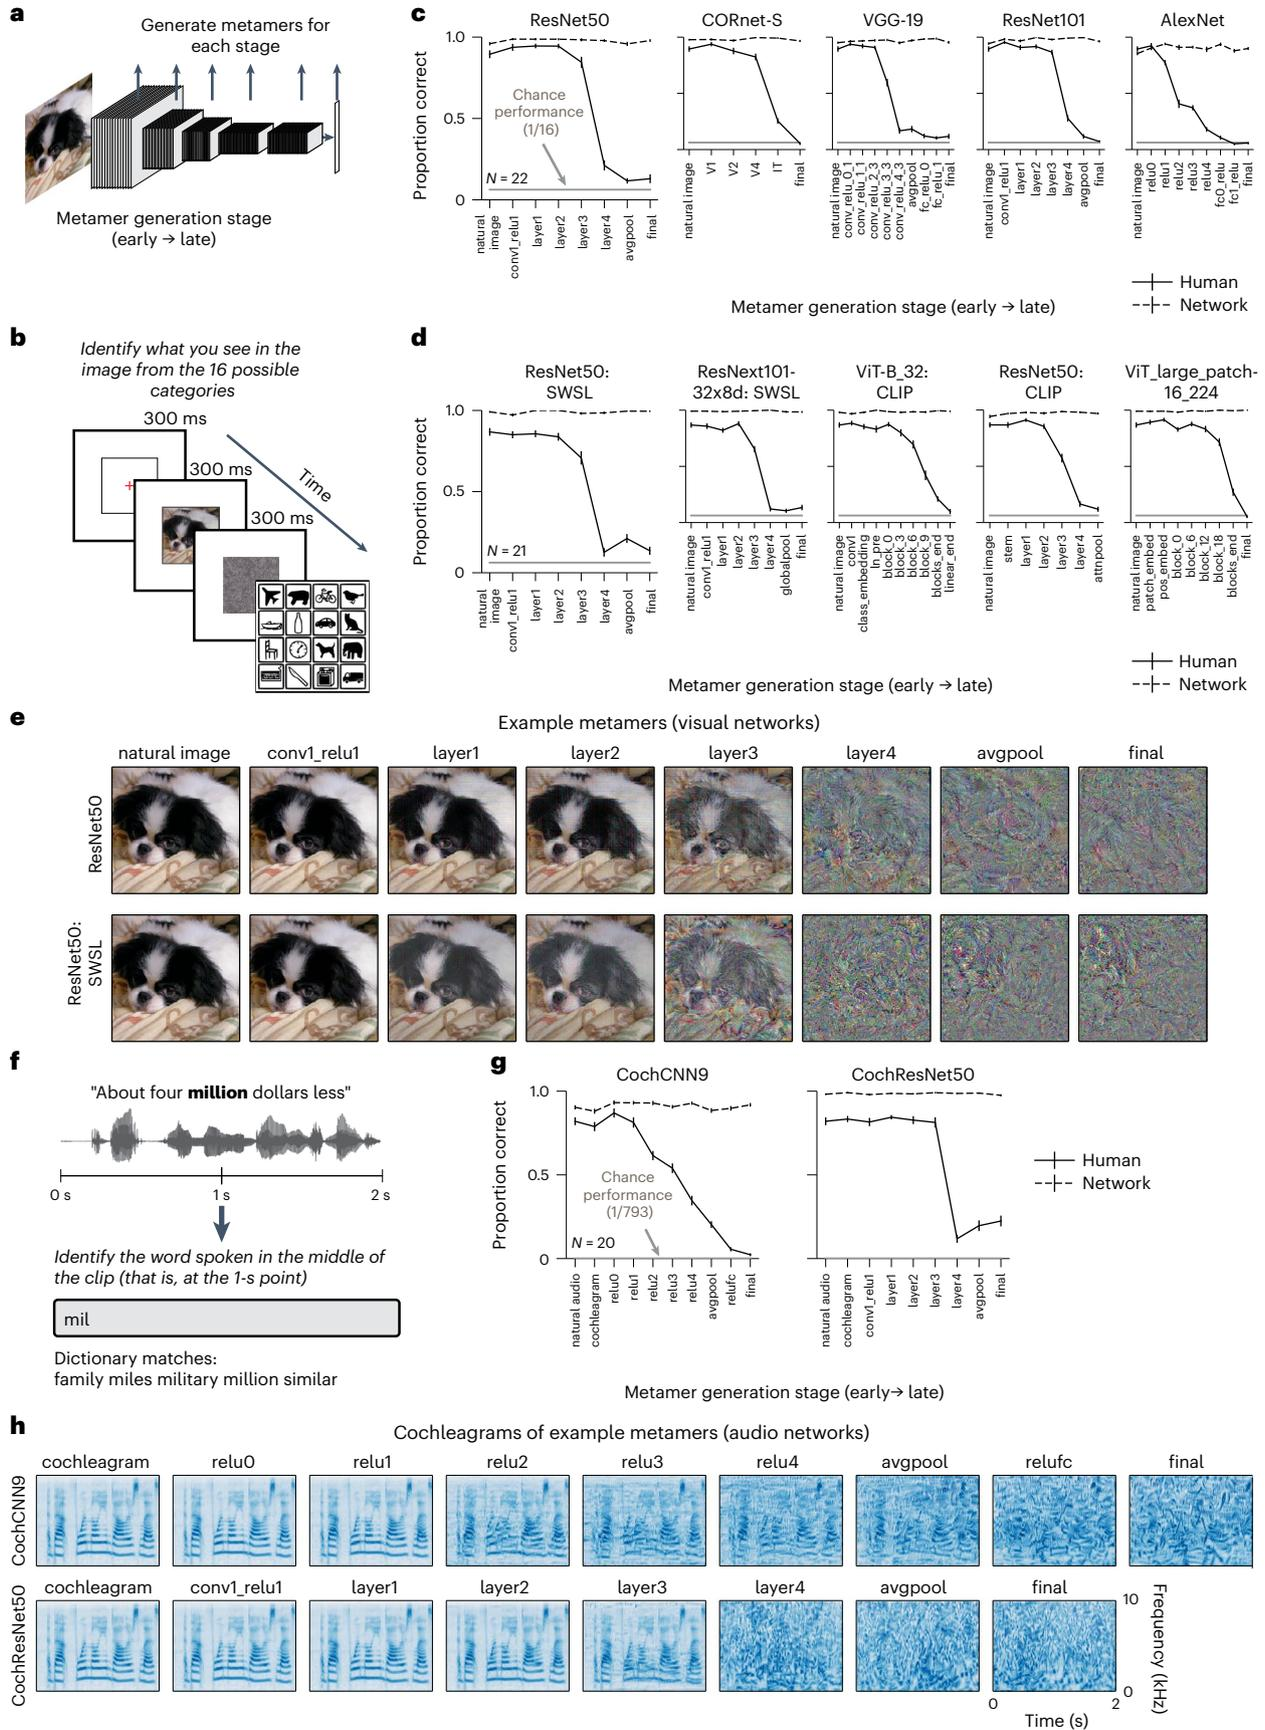 a
Generate metamers for
each stage
Metamer generation stage
(early → late)
b
Identify what you see in the
image from the 16 possible
categories
300 ms
300 ms
300 ms
Time
c
ResNet50
CORnet-S
VGG-19
ResNet101
AlexNet
Proportion correct
1.0
0.5
0
Chance
performance
(1/16)
N = 22
natural
image
conv1_relu1
layer1
layer2
layer3
layer4
avgpool
final
natural image
V1
V2
V4
IT
final
natural image
conv_relu_0_1
conv_relu_1_1
conv_relu_2_3
conv_relu_3_3
conv_relu_4_3
avgpool
fc_relu_0
fc_relu_1
final
natural image
conv1_relu1
layer1
layer2
layer3
layer4
avgpool
final
natural image
relu0
relu1
relu2
relu3
relu4
fc0_relu
fc1_relu
final
Human
Network
Metamer generation stage (early → late)
d
ResNet50:
SWSL
ResNext101-
32x8d: SWSL
ViT-B_32:
CLIP
ResNet50:
CLIP
ViT_large_patch-
16_224
Proportion correct
1.0
0.5
0
N = 21
natural
image
conv1_relu1
layer1
layer2
layer3
layer4
avgpool
final
natural image
conv1_relu1
layer1
layer2
layer3
layer4
globalpool
final
natural image
conv1
class_embedding
ln_pre
block_0
block_3
block_6
block_9
blocks_end
linear_end
natural image
stem
layer1
layer2
layer3
layer4
attnpool
natural image
patch_embed
pos_embed
block_0
block_6
block_12
block_18
blocks_end
final
Human
Network
Metamer generation stage (early → late)
e
Example metamers (visual networks)
natural image
conv1_relu1
layer1
layer2
layer3
layer4
avgpool
final
ResNet50
ResNet50:
SWSL
f
"About four million dollars less"
0 s
1 s
2 s
Identify the word spoken in the middle of
the clip (that is, at the 1-s point)
mil
Dictionary matches:
family miles military million similar
g
CochCNN9
CochResNet50
Proportion correct
1.0
0.5
0
Chance
performance
(1/793)
N = 20
natural audio
cochleagram
relu0
relu1
relu2
relu3
relu4
avgpool
relufc
final
natural audio
cochleagram
conv1_relu1
layer1
layer2
layer3
layer4
avgpool
final
Human
Network
Metamer generation stage (early→ late)
h
Cochleagrams of example metamers (audio networks)
CochCNN9
cochleagram
relu0
relu1
relu2
relu3
relu4
avgpool
relufc
final
CochResNet50
cochleagram
conv1_relu1
layer1
layer2
layer3
layer4
avgpool
final
10
0
Frequency (kHz)
0
2
Time (s)